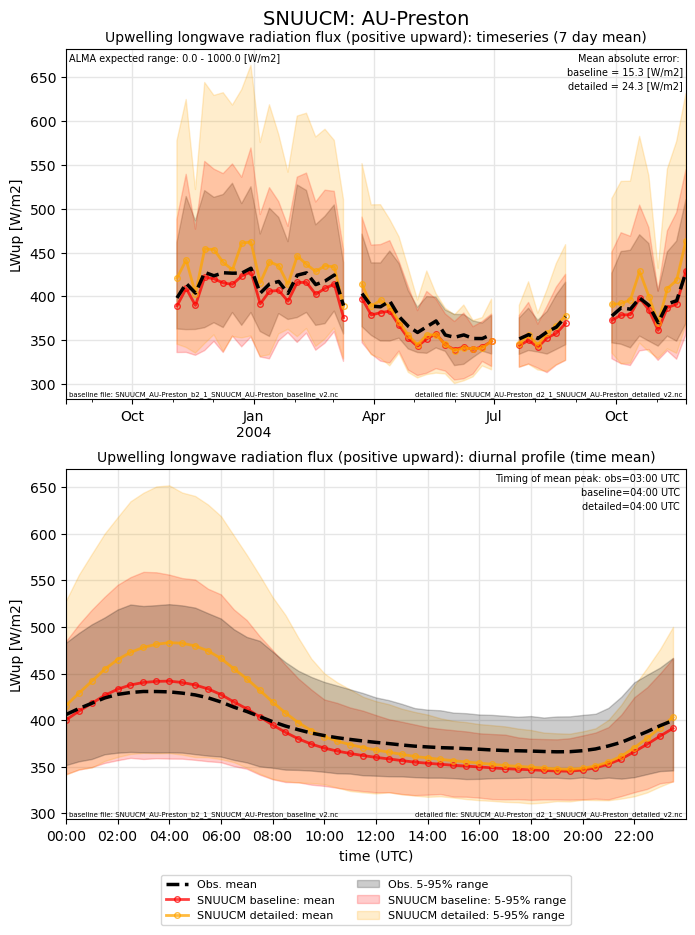 SNUUCM: AU-Preston
Upwelling longwave radiation flux (positive upward): timeseries (7 day mean)
ALMA expected range: 0.0 - 1000.0 [W/m2]
Mean absolute error:
baseline = 15.3 [W/m2]
detailed = 24.3 [W/m2]
650
600
550
500
450
400
350
300
LWup [W/m2]
baseline file: SNUUCM_AU-Preston_b2_1_SNUUCM_AU-Preston_baseline_v2.nc
detailed file: SNUUCM_AU-Preston_d2_1_SNUUCM_AU-Preston_detailed_v2.nc
Oct Jan Apr Jul Oct
2004
Upwelling longwave radiation flux (positive upward): diurnal profile (time mean)
Timing of mean peak: obs=03:00 UTC
baseline=04:00 UTC
detailed=04:00 UTC
650
600
550
500
450
400
350
300
LWup [W/m2]
baseline file: SNUUCM_AU-Preston_b2_1_SNUUCM_AU-Preston_baseline_v2.nc
detailed file: SNUUCM_AU-Preston_d2_1_SNUUCM_AU-Preston_detailed_v2.nc
00:00 02:00 04:00 06:00 08:00 10:00 12:00 14:00 16:00 18:00 20:00 22:00
time (UTC)
Obs. mean
SNUUCM baseline: mean
SNUUCM detailed: mean
Obs. 5-95% range
SNUUCM baseline: 5-95% range
SNUUCM detailed: 5-95% range